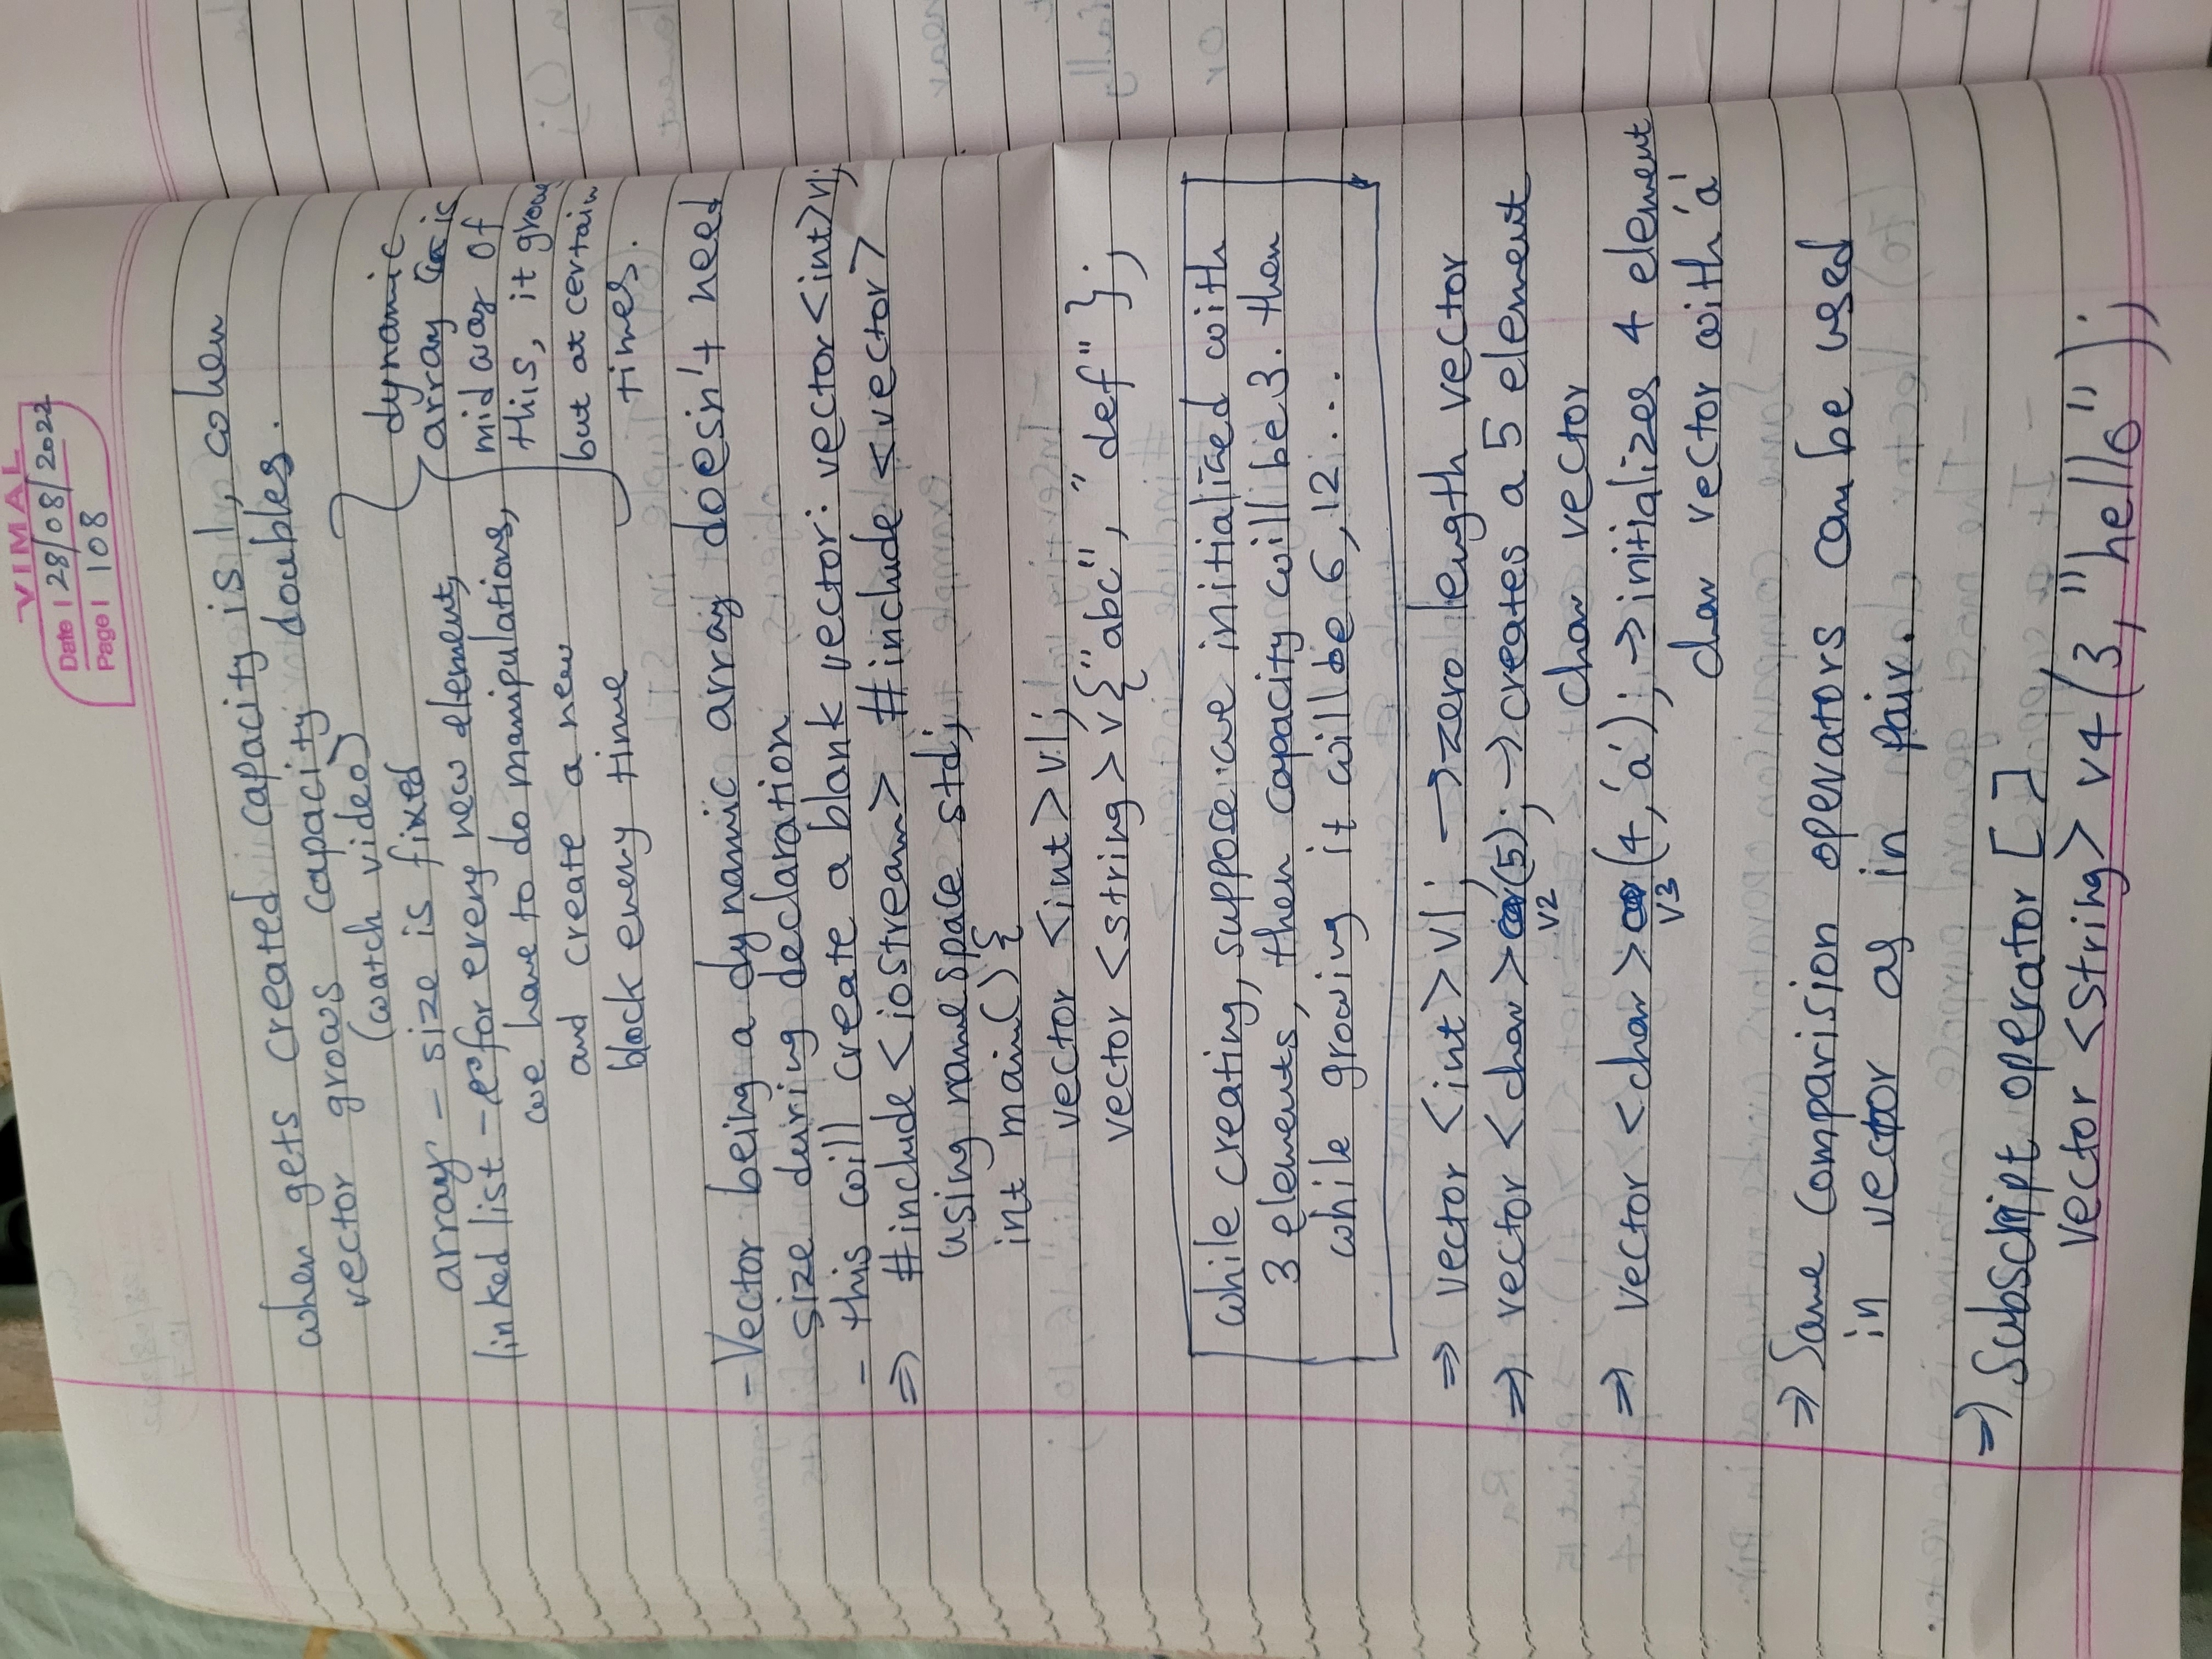 VIMAL
Date | 28/08/2022
Page | 108
when gets created capacity is 1, when
vector grows capacity doubles.
(watch video)
array - size is fixed
linked list - for every new element,
we have to do manipulations,
and create a new
block every time
dynamic
array is
midway of
this, it grows
but at certain
times.
- Vector being a dynamic array doesn't need
size during declaration
- this will create a blank vector: vector <int> v1;
⇒ #include <iostream> #include <vector>
using namespace std;
int main() {
vector <int> v1;
vector <string> v{"abc", "def"};
While creating, suppose we initialized with
3 elements, then capacity will be 3. then
while growing it will be 6, 12 ...
⇒ vector <int> v1; → zero length vector
⇒ vector <char> v2(5); → creates a 5 element
char vector
⇒ vector <char> v3(4, 'a'); → initializes 4 element
char vector with 'a'
⇒ Same comparision operators can be used
in vector as in pair.
⇒ Subscript operator [ ]
vector <string> v4(3, "hello");